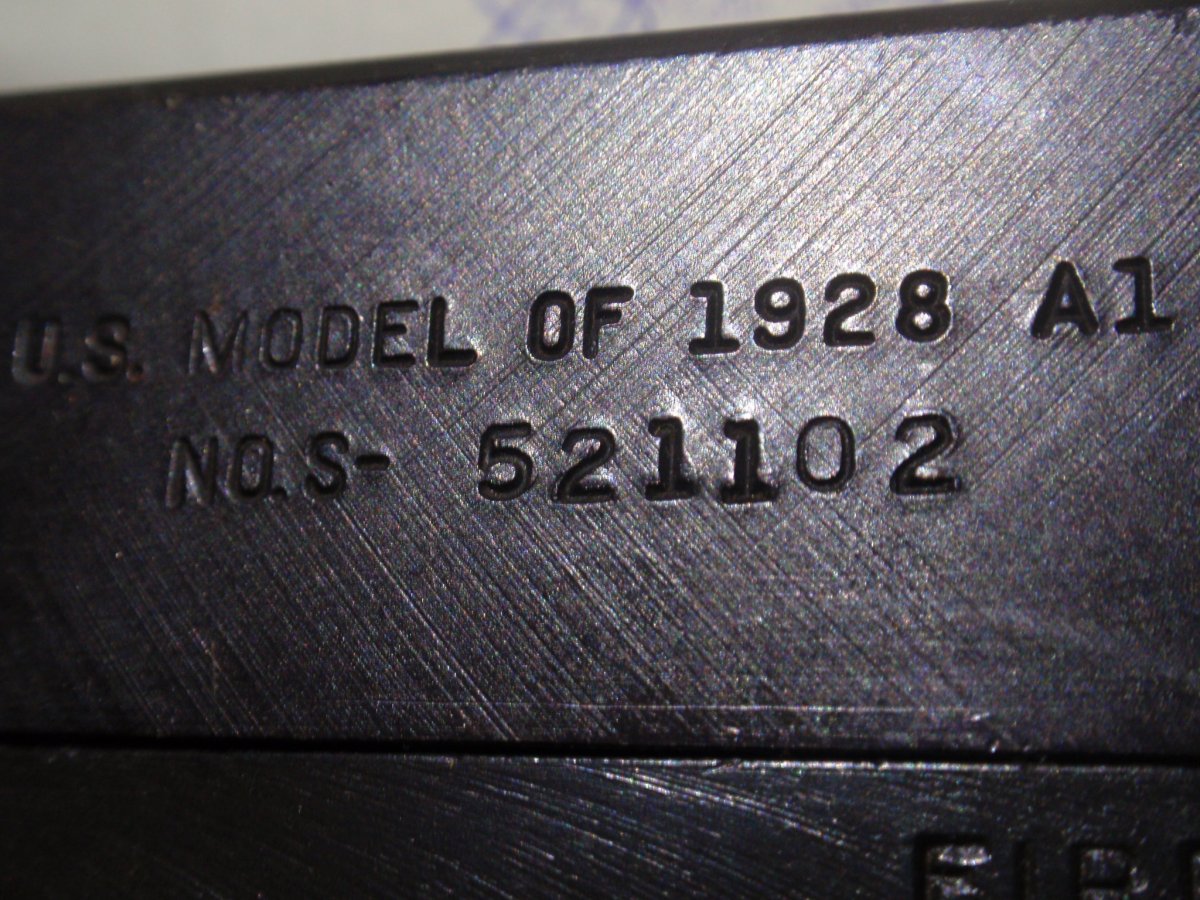 U.S. MODEL OF 1928 A1
NO.S- 521102